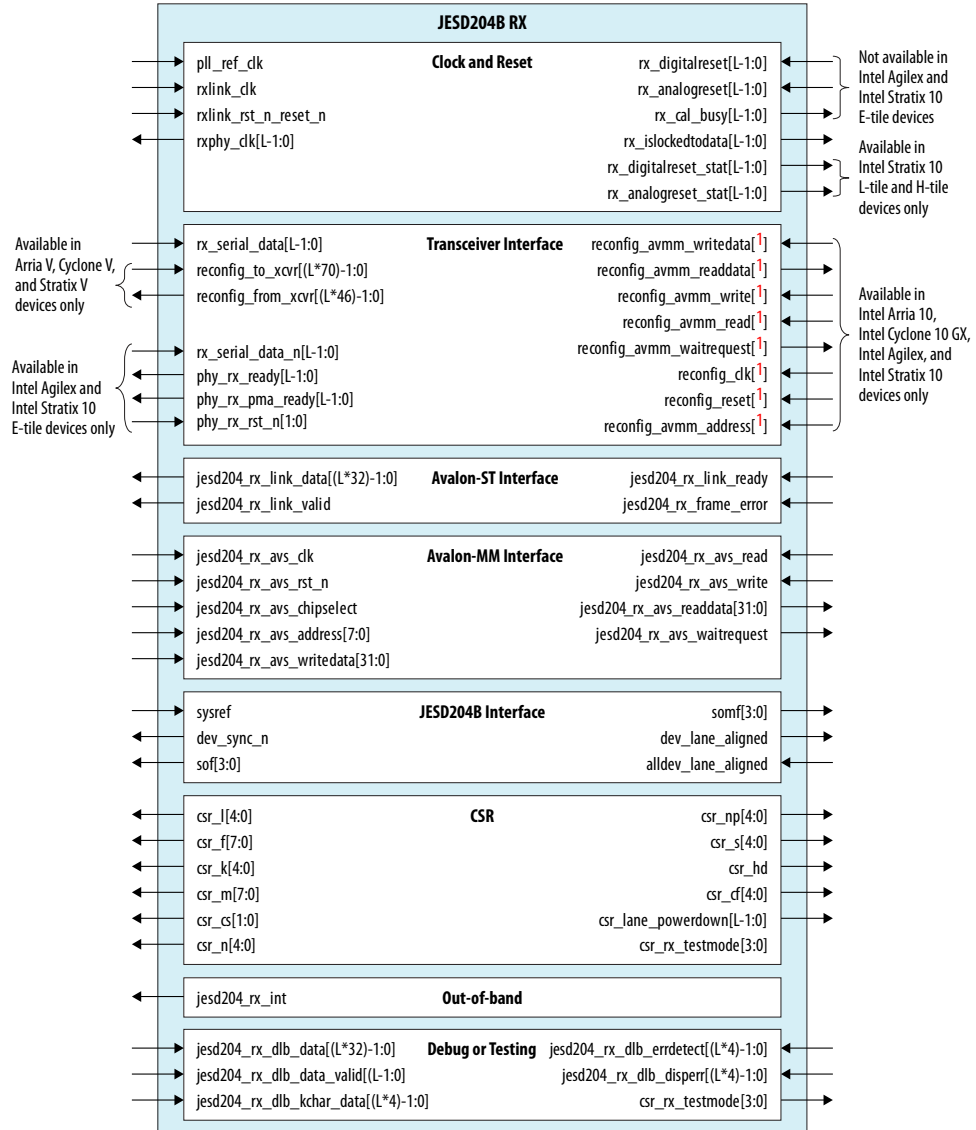 JESD204B RX
Clock and Reset
pll_ref_clk
rxlink_clk
rxlink_rst_n_reset_n
rxphy_clk[L-1:0]
rx_digitalreset[L-1:0]
rx_analogreset[L-1:0]
rx_cal_busy[L-1:0]
rx_islockedtodata[L-1:0]
rx_digitalreset_stat[L-1:0]
rx_analogreset_stat[L-1:0]
Not available in
Intel Agilex and
Intel Stratix 10
E-tile devices
Available in
Intel Stratix 10
L-tile and H-tile
devices only
Available in
Arria V, Cyclone V,
and Stratix V
devices only
Available in
Intel Agilex and
Intel Stratix 10
E-tile devices only
Transceiver Interface
rx_serial_data[L-1:0]
reconfig_to_xcvr[(L*70)-1:0]
reconfig_from_xcvr[(L*46)-1:0]
rx_serial_data_n[L-1:0]
phy_rx_ready[L-1:0]
phy_rx_pma_ready[L-1:0]
phy_rx_rst_n[1:0]
reconfig_avmm_writedata[1]
reconfig_avmm_readdata[1]
reconfig_avmm_write[1]
reconfig_avmm_read[1]
reconfig_avmm_waitrequest[1]
reconfig_clk[1]
reconfig_reset[1]
reconfig_avmm_address[1]
Available in
Intel Arria 10,
Intel Cyclone 10 GX,
Intel Agilex, and
Intel Stratix 10
devices only
Avalon-ST Interface
jesd204_rx_link_data[(L*32)-1:0]
jesd204_rx_link_valid
jesd204_rx_link_ready
jesd204_rx_frame_error
Avalon-MM Interface
jesd204_rx_avs_clk
jesd204_rx_avs_rst_n
jesd204_rx_avs_chipselect
jesd204_rx_avs_address[7:0]
jesd204_rx_avs_writedata[31:0]
jesd204_rx_avs_read
jesd204_rx_avs_write
jesd204_rx_avs_readdata[31:0]
jesd204_rx_avs_waitrequest
JESD204B Interface
sysref
dev_sync_n
sof[3:0]
somf[3:0]
dev_lane_aligned
alldev_lane_aligned
CSR
csr_l[4:0]
csr_f[7:0]
csr_k[4:0]
csr_m[7:0]
csr_cs[1:0]
csr_n[4:0]
csr_np[4:0]
csr_s[4:0]
csr_hd
csr_cf[4:0]
csr_lane_powerdown[L-1:0]
csr_rx_testmode[3:0]
jesd204_rx_int
Out-of-band
Debug or Testing
jesd204_rx_dlb_data[(L*32)-1:0]
jesd204_rx_dlb_data_valid[(L-1:0]
jesd204_rx_dlb_kchar_data[(L*4)-1:0]
jesd204_rx_dlb_errdetect[(L*4)-1:0]
jesd204_rx_dlb_disperr[(L*4)-1:0]
csr_rx_testmode[3:0]